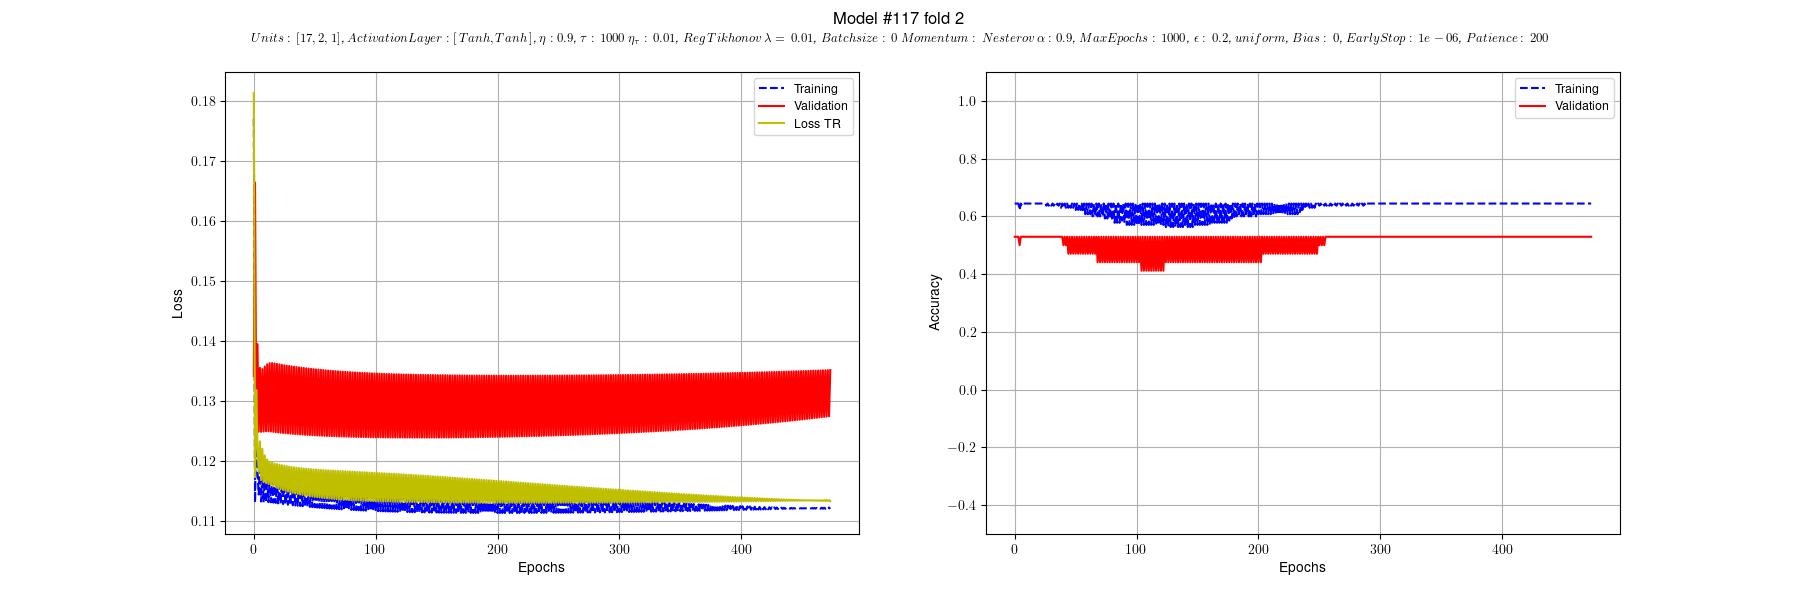 Model #117 fold 2
Units : [17, 2, 1], ActivationLayer : [Tanh, Tanh], η : 0.9, τ : 1000 η_τ : 0.01, RegTikhonov λ = 0.01, Batchsize : 0 Momentum : Nesterov α : 0.9, MaxEpochs : 1000, ϵ : 0.2, uniform, Bias : 0, EarlyStop : 1e − 06, Patience : 200
Training
Validation
Loss TR
0.18
0.17
0.16
0.15
0.14
0.13
0.12
0.11
Loss
0 100 200 300 400
Epochs
Training
Validation
1.0
0.8
0.6
0.4
0.2
0.0
−0.2
−0.4
Accuracy
0 100 200 300 400
Epochs